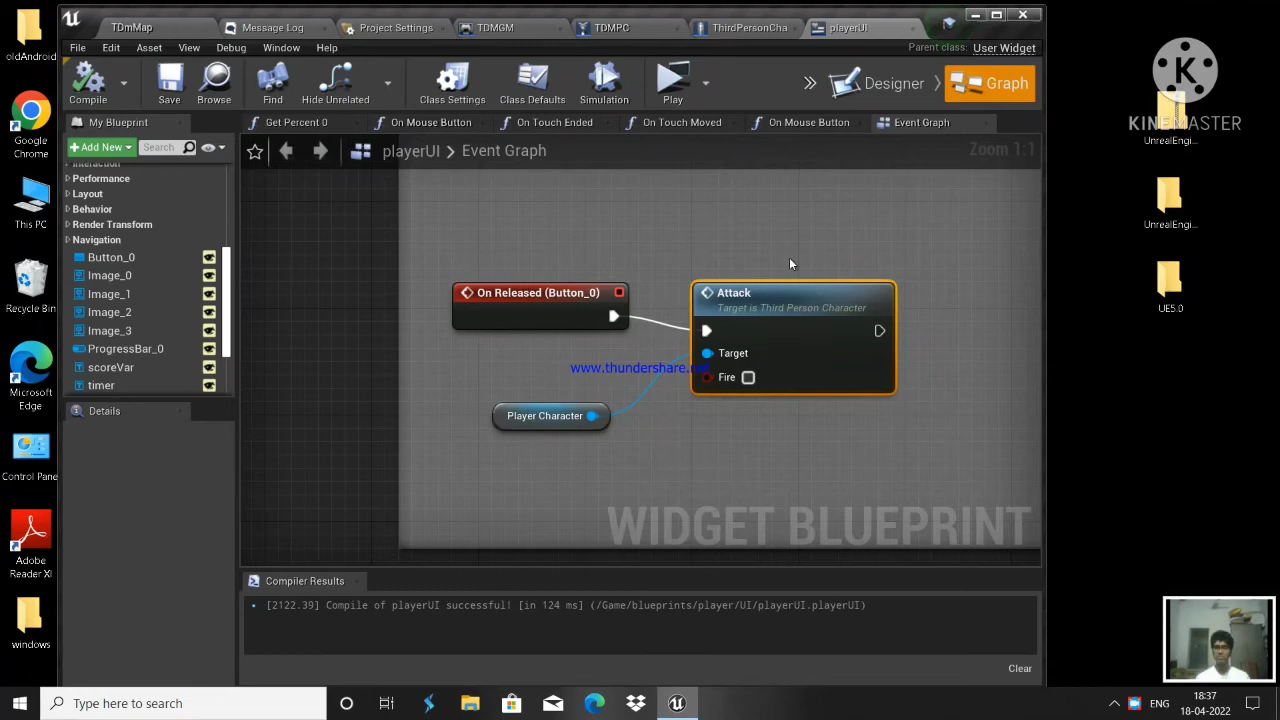 oldAndroid
Google
Chrome
This PC
Recycle Bin
Microsoft
Edge
Control Panel
Adobe
Reader XI
windows
TDmMap
Message Log
Project Settings
TDMGM
TDMPC
ThirdPersonCha
playerUI
File Edit Asset View Debug Window Help
Parent class: User Widget
Compile
Save
Browse
Find
Hide Unrelated
Class Settings
Class Defaults
Simulation
Play
Designer
Graph
My Blueprint
Get Percent 0
On Mouse Button
On Touch Ended
On Touch Moved
On Mouse Button
Event Graph
Add New
Search
playerUI > Event Graph
Zoom 1:1
Interaction
Performance
Layout
Behavior
Render Transform
Navigation
Button_0
Image_0
Image_1
Image_2
Image_3
ProgressBar_0
scoreVar
timer
Details
On Released (Button_0)
Attack
Target is Third Person Character
Target
Fire
Player Character
www.thundershare.net
WIDGET BLUEPRINT
Compiler Results
[2122.39] Compile of playerUI successful! [in 124 ms] (/Game/blueprints/player/UI/playerUI.playerUI)
Clear
K
KINEMASTER
UnrealEngi...
UnrealEngi...
UE5.0
Type here to search
ENG
18:37
18-04-2022